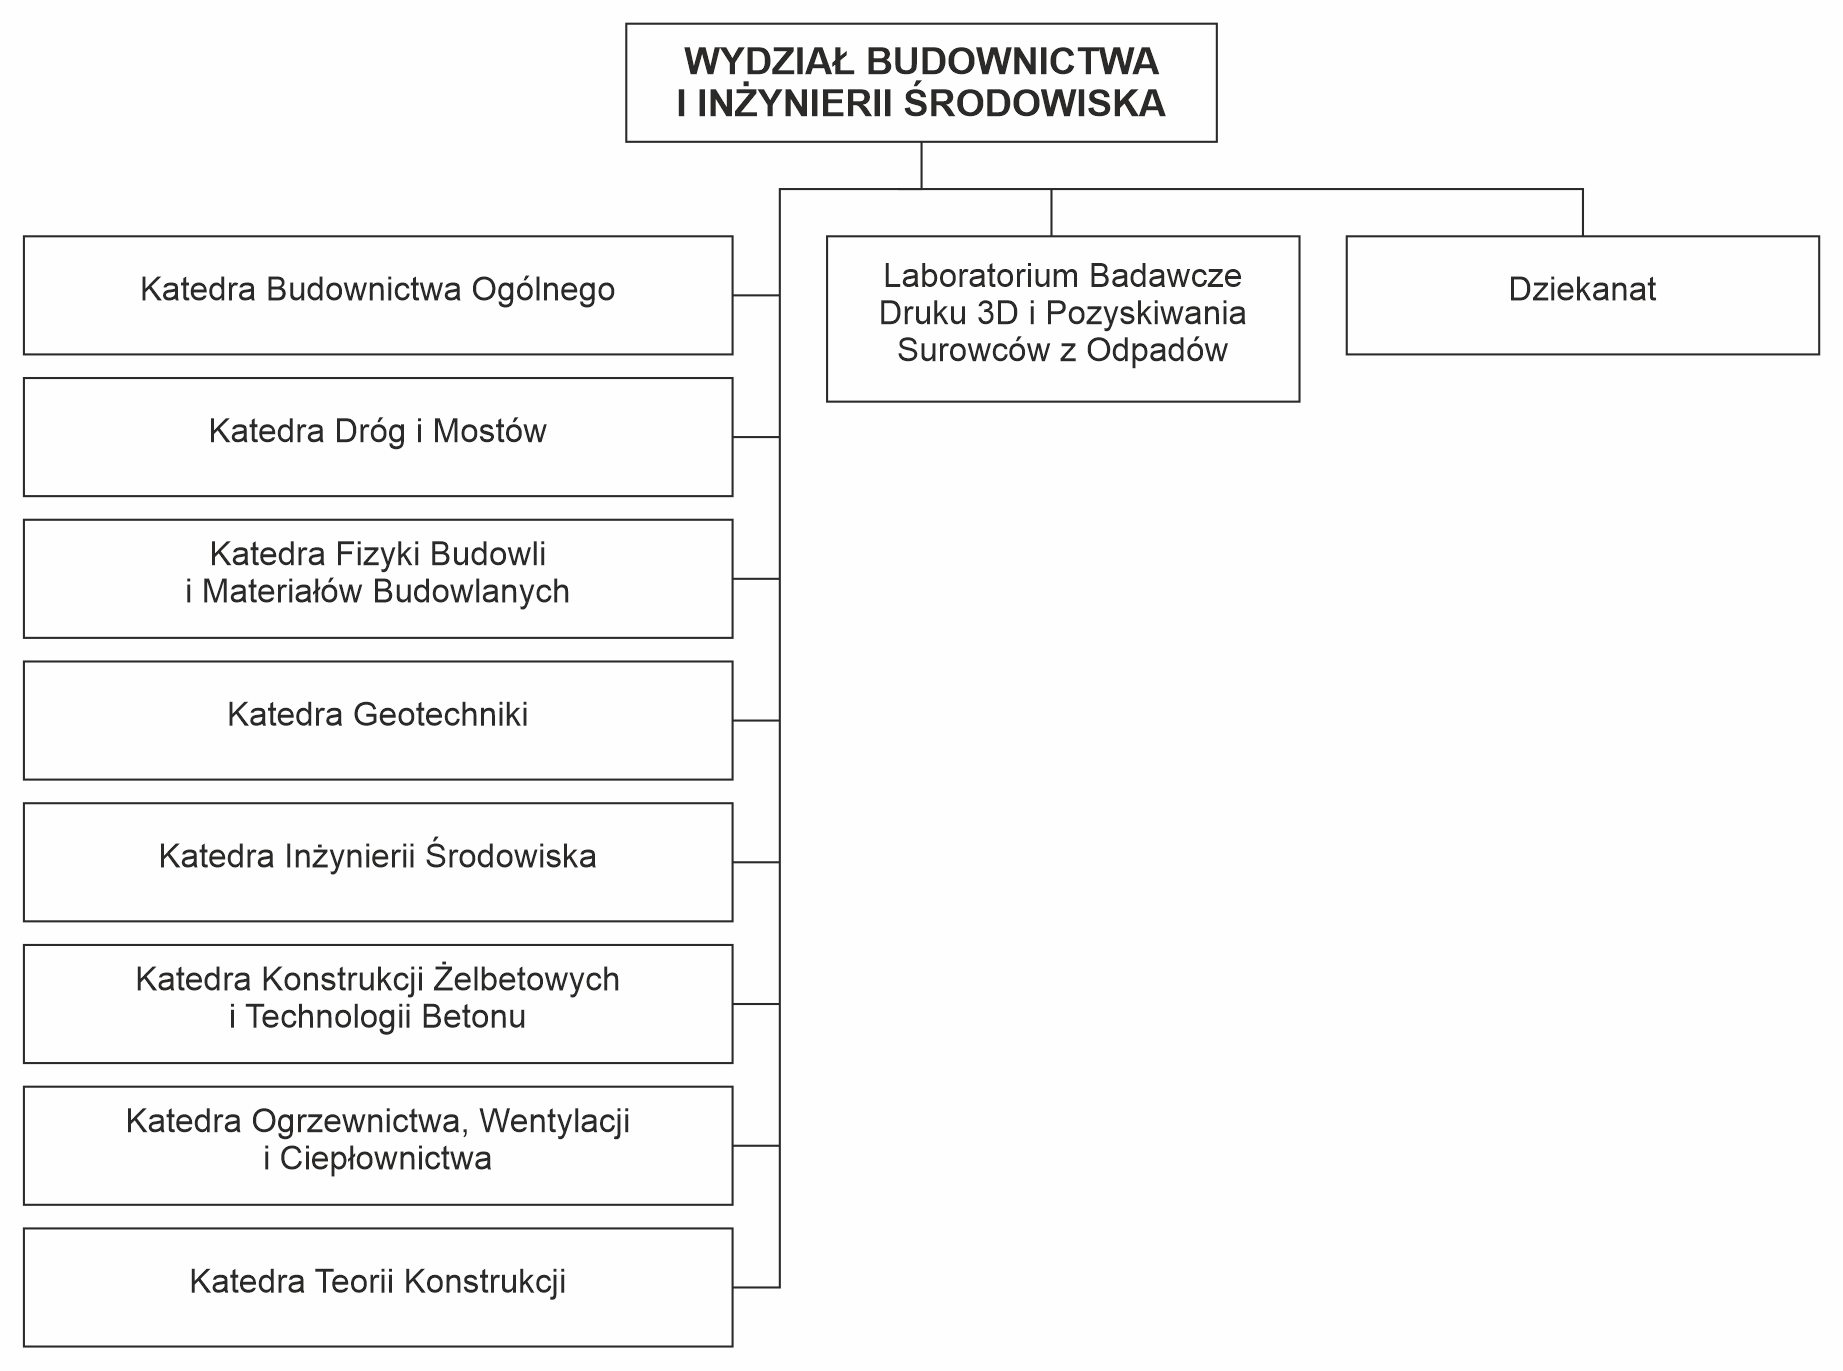 WYDZIAŁ BUDOWNICTWA
I INŻYNIERII ŚRODOWISKA
Katedra Budownictwa Ogólnego
Laboratorium Badawcze
Druku 3D i Pozyskiwania
Surowców z Odpadów
Dziekanat
Katedra Dróg i Mostów
Katedra Fizyki Budowli
i Materiałów Budowlanych
Katedra Geotechniki
Katedra Inżynierii Środowiska
Katedra Konstrukcji Żelbetowych
i Technologii Betonu
Katedra Ogrzewnictwa, Wentylacji
i Ciepłownictwa
Katedra Teorii Konstrukcji